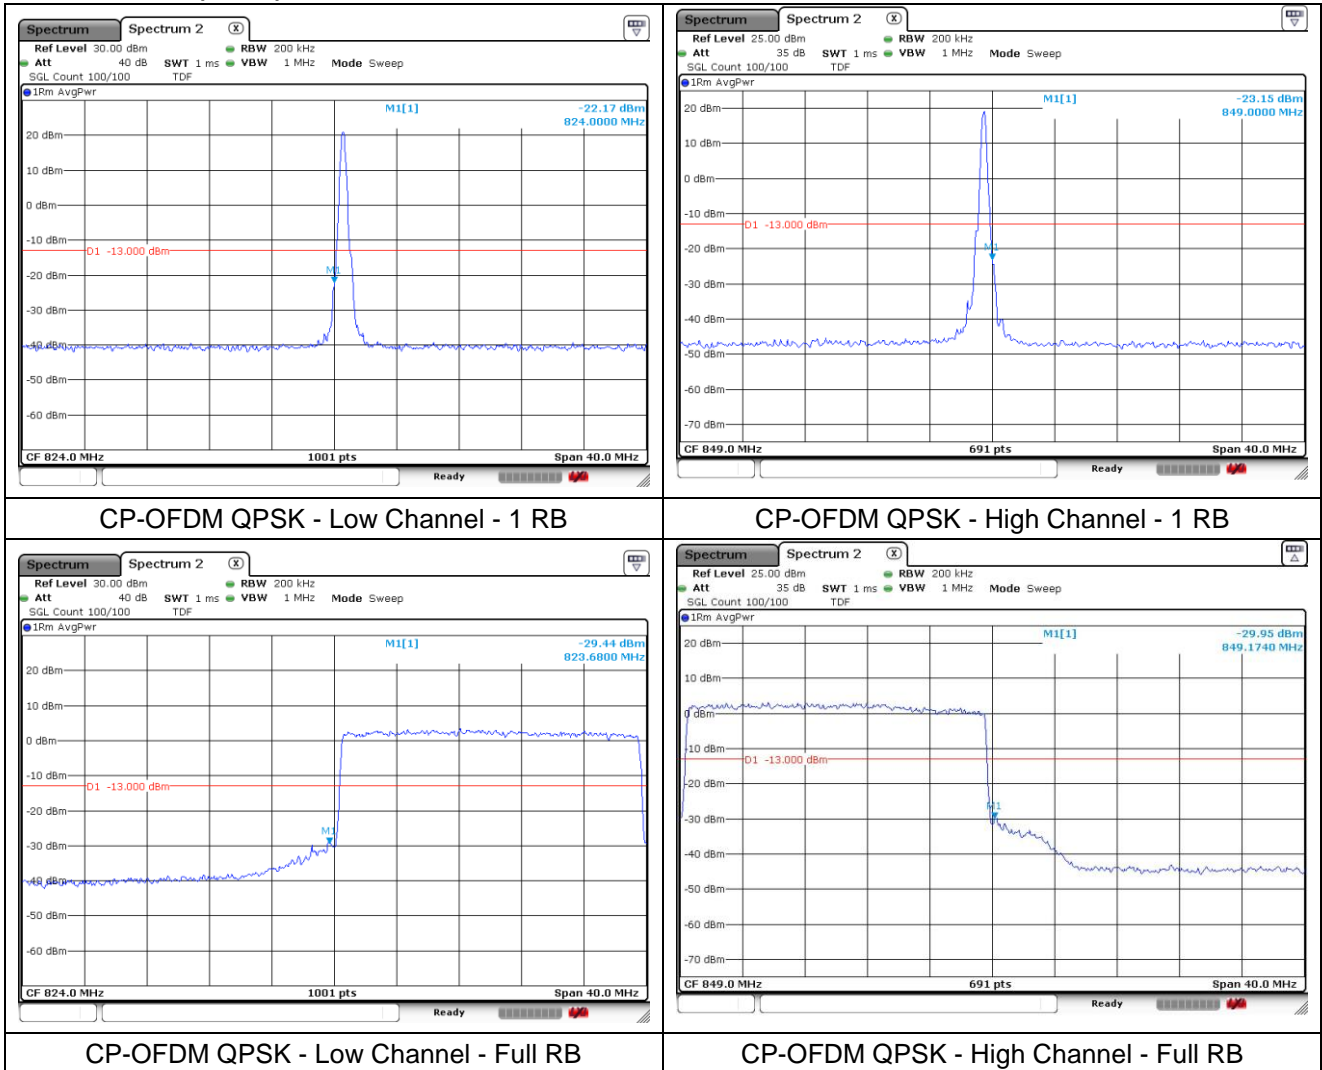 Spectrum Spectrum 2 X
Ref Level 30.00 dBm RBW 200 kHz
Att 40 dB SWT 1 ms VBW 1 MHz Mode Sweep
SGL Count 100/100 TDF
1Rm AvgPwr
M1[1] -22.17 dBm
824.0000 MHz
20 dBm
10 dBm
0 dBm
-10 dBm
D1 -13.000 dBm
M1
-20 dBm
-30 dBm
-40 dBm
-50 dBm
-60 dBm
CF 824.0 MHz 1001 pts Span 40.0 MHz
Ready
CP-OFDM QPSK - Low Channel - 1 RB
Spectrum Spectrum 2 X
Ref Level 25.00 dBm RBW 200 kHz
Att 35 dB SWT 1 ms VBW 1 MHz Mode Sweep
SGL Count 100/100 TDF
1Rm AvgPwr
M1[1] -23.15 dBm
849.0000 MHz
20 dBm
10 dBm
0 dBm
-10 dBm
D1 -13.000 dBm
-20 dBm
M1
-30 dBm
-40 dBm
-50 dBm
-60 dBm
-70 dBm
CF 849.0 MHz 691 pts Span 40.0 MHz
Ready
CP-OFDM QPSK - High Channel - 1 RB
Spectrum Spectrum 2 X
Ref Level 30.00 dBm RBW 200 kHz
Att 40 dB SWT 1 ms VBW 1 MHz Mode Sweep
SGL Count 100/100 TDF
1Rm AvgPwr
M1[1] -29.44 dBm
823.6800 MHz
20 dBm
10 dBm
0 dBm
-10 dBm
D1 -13.000 dBm
-20 dBm
M1
-30 dBm
-40 dBm
-50 dBm
-60 dBm
CF 824.0 MHz 1001 pts Span 40.0 MHz
Ready
CP-OFDM QPSK - Low Channel - Full RB
Spectrum Spectrum 2 X
Ref Level 25.00 dBm RBW 200 kHz
Att 35 dB SWT 1 ms VBW 1 MHz Mode Sweep
SGL Count 100/100 TDF
1Rm AvgPwr
M1[1] -29.95 dBm
849.1740 MHz
20 dBm
10 dBm
0 dBm
-10 dBm
D1 -13.000 dBm
-20 dBm
M1
-30 dBm
-40 dBm
-50 dBm
-60 dBm
-70 dBm
CF 849.0 MHz 691 pts Span 40.0 MHz
Ready
CP-OFDM QPSK - High Channel - Full RB